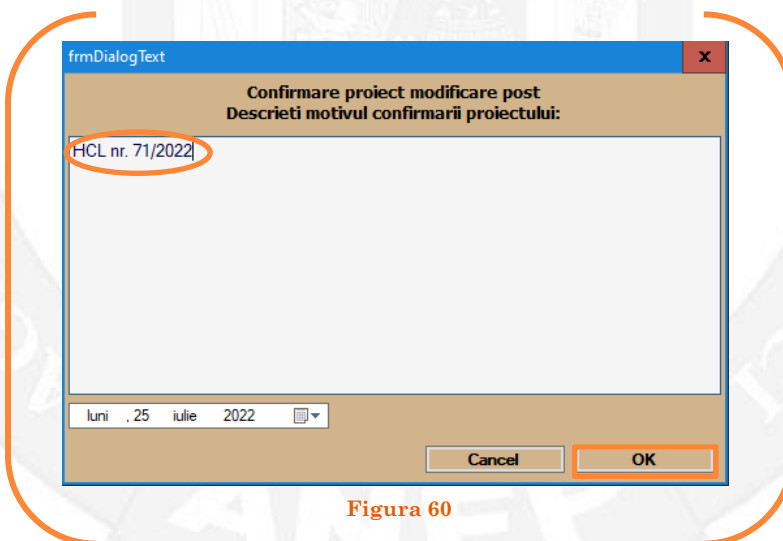 frmDialogText
x
Confirmare proiect modificare post
Descrieti motivul confirmarii proiectului:
HCL nr. 71/2022
luni , 25 iulie 2022
Cancel OK
Figura 60